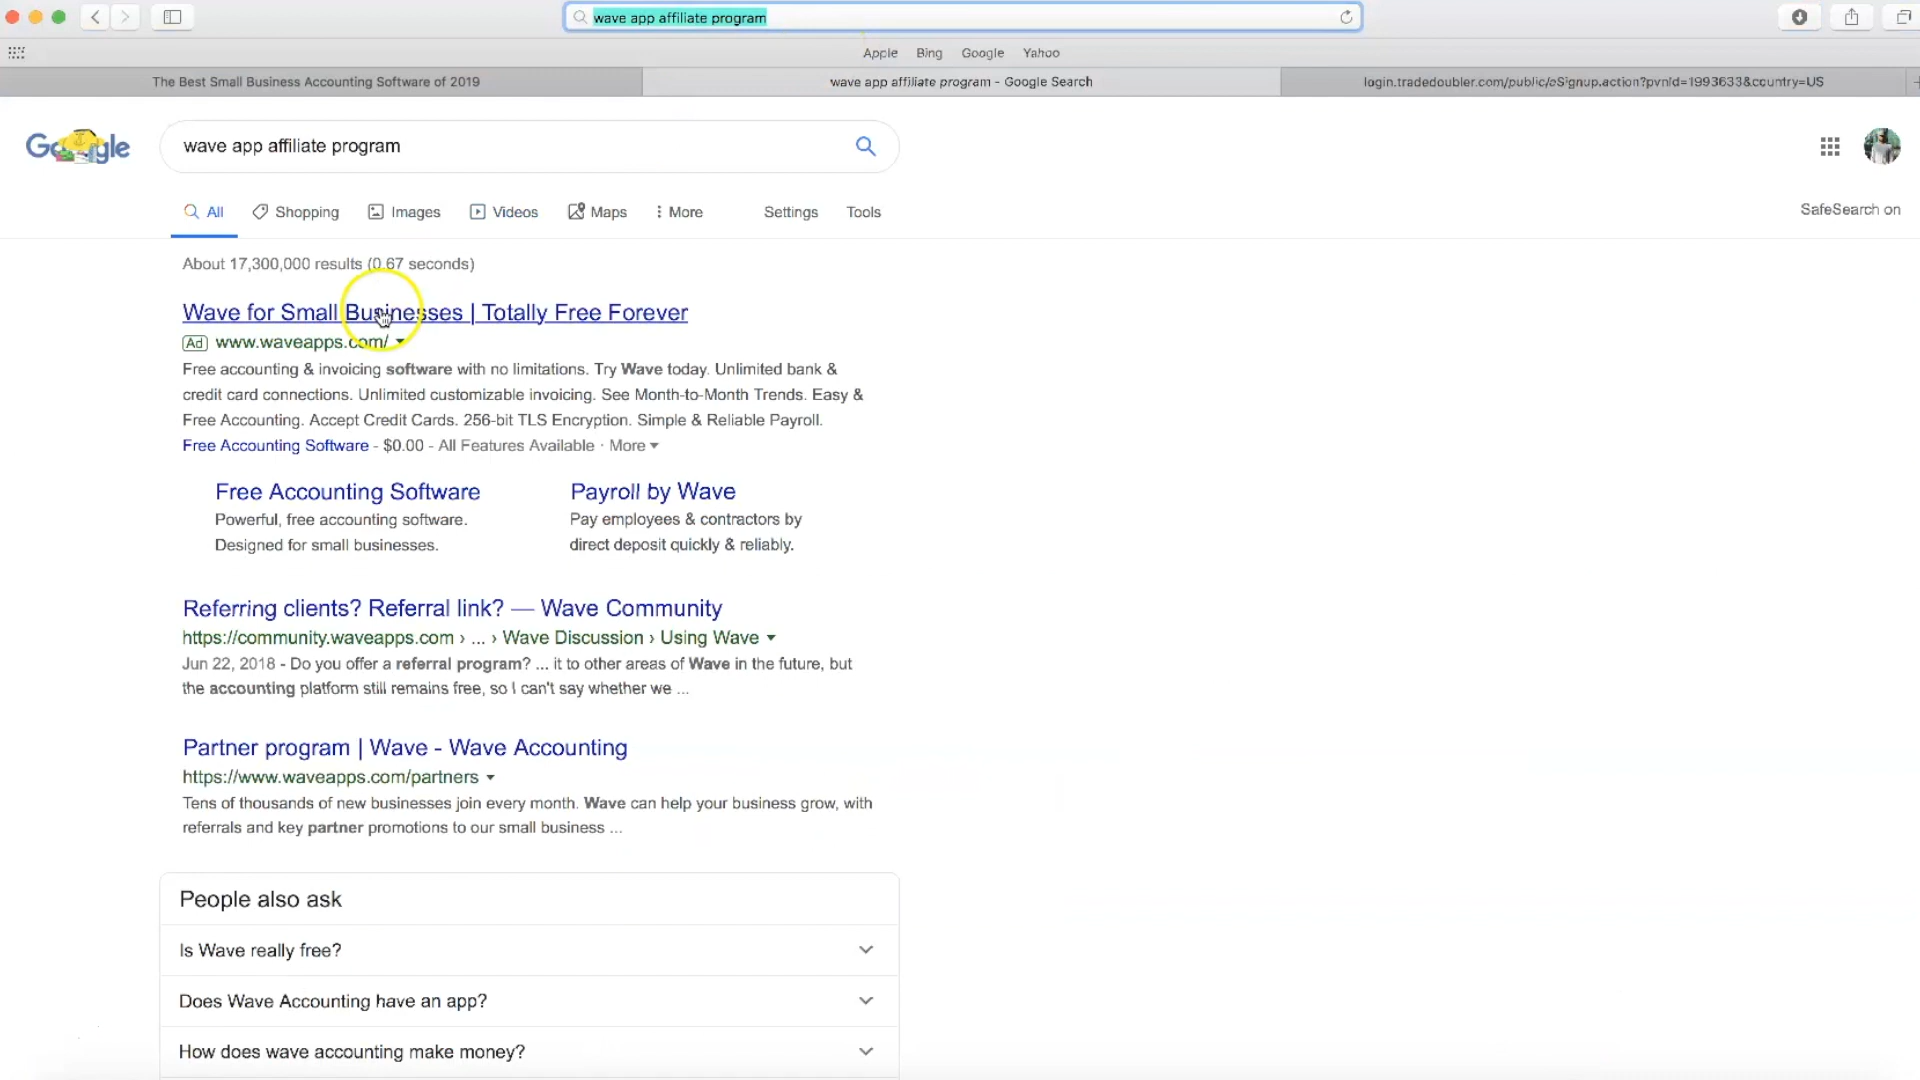 wave app affiliate program
Apple Bing Google Yahoo
The Best Small Business Accounting Software of 2019
wave app affiliate program - Google Search
login.tradedoubler.com/public/eSignup.action?pvnId=1993633&country=US
Google
wave app affiliate program
All Shopping Images Videos Maps More Settings Tools
SafeSearch on
About 17,300,000 results (0.67 seconds)
Wave for Small Businesses | Totally Free Forever
Ad www.waveapps.com/
Free accounting & invoicing software with no limitations. Try Wave today. Unlimited bank &
credit card connections. Unlimited customizable invoicing. See Month-to-Month Trends. Easy &
Free Accounting. Accept Credit Cards. 256-bit TLS Encryption. Simple & Reliable Payroll.
Free Accounting Software - $0.00 - All Features Available · More
Free Accounting Software
Powerful, free accounting software.
Designed for small businesses.
Payroll by Wave
Pay employees & contractors by
direct deposit quickly & reliably.
Referring clients? Referral link? — Wave Community
https://community.waveapps.com › ... › Wave Discussion › Using Wave
Jun 22, 2018 - Do you offer a referral program? ... it to other areas of Wave in the future, but
the accounting platform still remains free, so I can't say whether we ...
Partner program | Wave - Wave Accounting
https://www.waveapps.com/partners
Tens of thousands of new businesses join every month. Wave can help your business grow, with
referrals and key partner promotions to our small business ...
People also ask
Is Wave really free?
Does Wave Accounting have an app?
How does wave accounting make money?